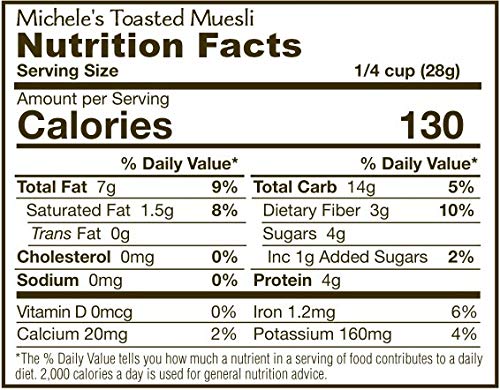 Michele's Toasted Muesli
Nutrition Facts
Serving Size 1/4 cup (28g)
Amount per Serving
Calories 130
% Daily Value*
Total Fat 7g 9%
Saturated Fat 1.5g 8%
Trans Fat 0g
Cholesterol 0mg 0%
Sodium 0mg 0%
% Daily Value*
Total Carb 14g 5%
Dietary Fiber 3g 10%
Sugars 4g
Inc 1g Added Sugars 2%
Protein 4g
Vitamin D 0mcg 0% Iron 1.2mg 6%
Calcium 20mg 2% Potassium 160mg 4%
*The % Daily Value tells you how much a nutrient in a serving of food contributes to a daily
diet. 2,000 calories a day is used for general nutrition advice.